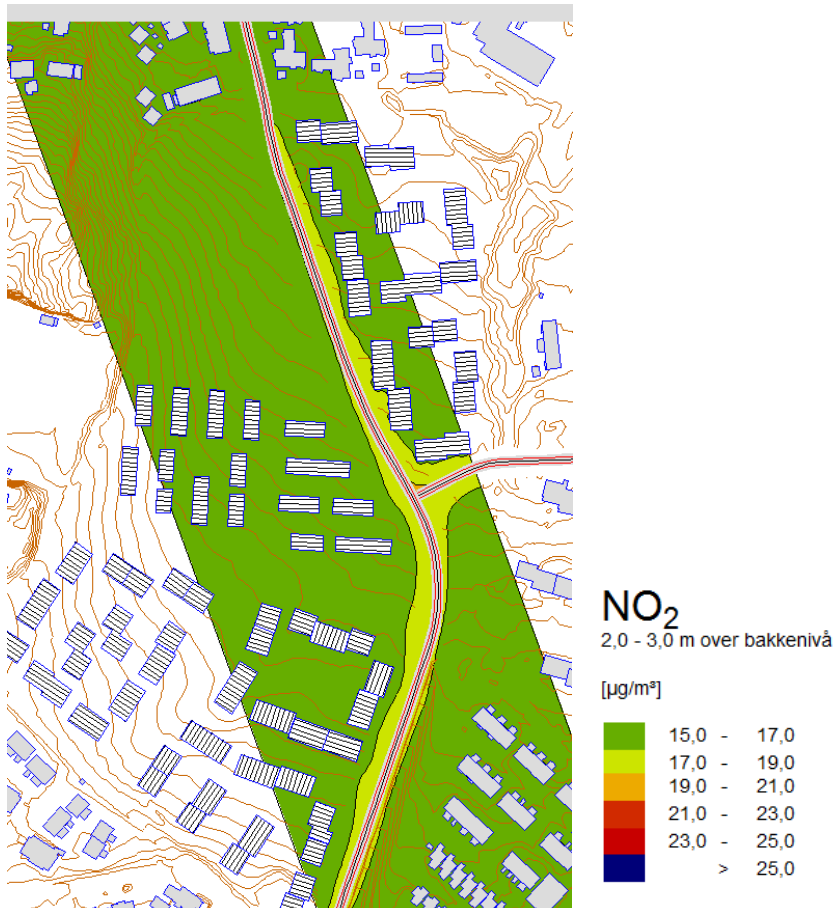 NO₂
2,0 - 3,0 m over bakkenivå
[µg/m³]
15,0 - 17,0
17,0 - 19,0
19,0 - 21,0
21,0 - 23,0
23,0 - 25,0
> 25,0